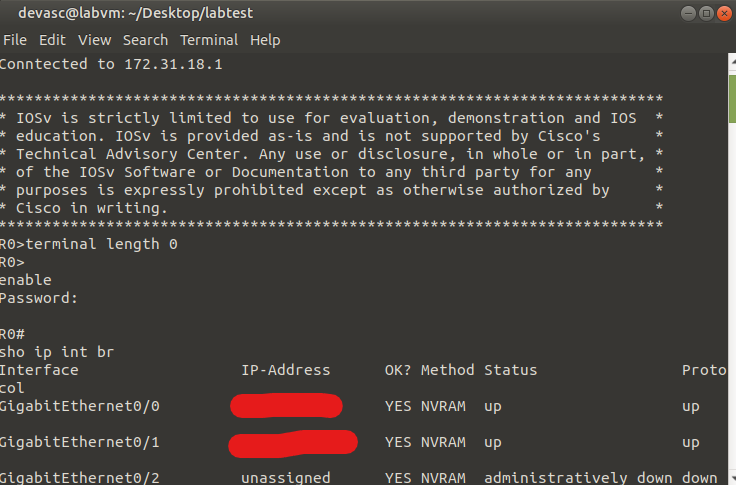 devasc@labvm: ~/Desktop/labtest
File Edit View Search Terminal Help
Conntected to 172.31.18.1
**************************************************************************
* IOSv is strictly limited to use for evaluation, demonstration and IOS  *
* education. IOSv is provided as-is and is not supported by Cisco's      *
* Technical Advisory Center. Any use or disclosure, in whole or in part, *
* of the IOSv Software or Documentation to any third party for any       *
* purposes is expressly prohibited except as otherwise authorized by     *
* Cisco in writing.                                                      *
**************************************************************************
R0>terminal length 0
R0>
enable
Password:
R0#
sho ip int br
Interface                  IP-Address      OK? Method Status                Proto
col
GigabitEthernet0/0         YES NVRAM  up                    up
GigabitEthernet0/1         YES NVRAM  up                    up
GigabitEthernet0/2         unassigned      YES NVRAM  administratively down down